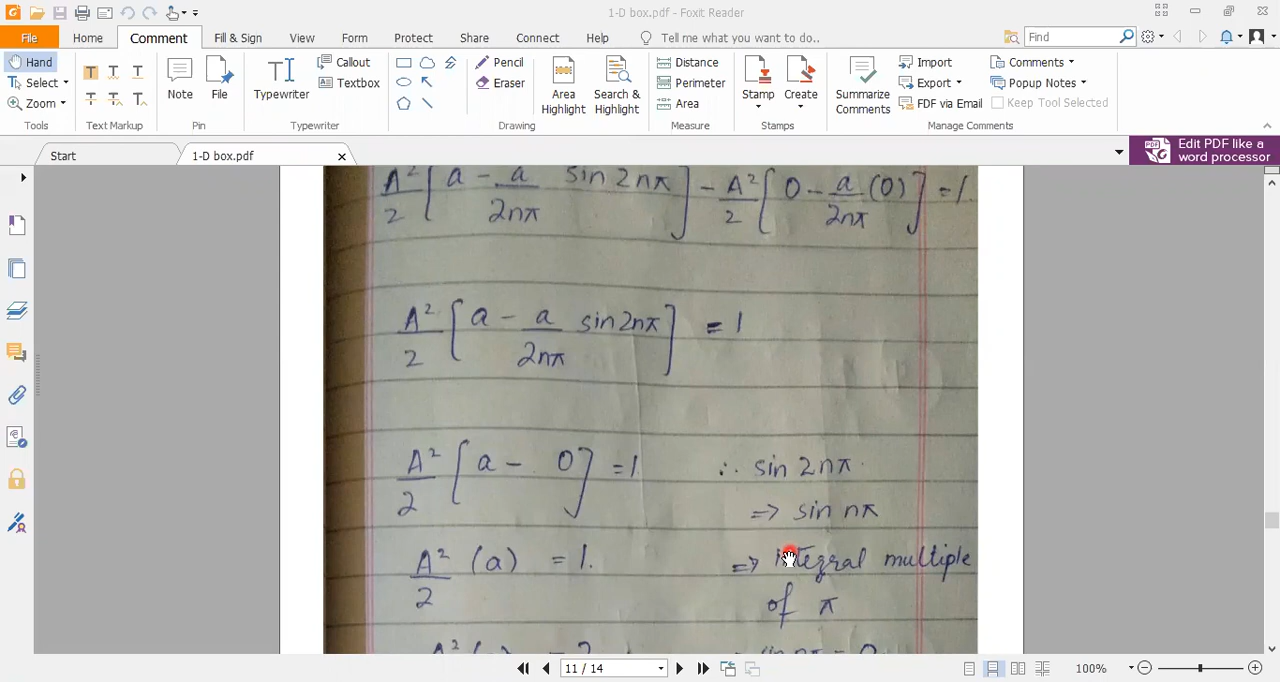 1-D box.pdf - Foxit Reader
File Home Comment Fill & Sign View Form Protect Share Connect Help Tell me what you want to do.. Find
Hand Select Zoom Tools
Text Markup
Note File Pin
Typewriter Callout Textbox Typewriter
Pencil Eraser Area Highlight Search & Highlight Drawing
Distance Perimeter Area Measure
Stamp Create Stamps
Summarize Comments Import Export FDF via Email Comments Popup Notes Keep Tool Selected Manage Comments
Start 1-D box.pdf Edit PDF like a word processor
A²/2 [a - a/2nπ sin 2nπ] - A²/2 [0 - a/2nπ (0)] = 1.
A²/2 [a - a/2nπ sin 2nπ] = 1
A²/2 [a - 0] = 1 ∴ sin 2nπ
⇒ sin nπ
A²/2 (a) = 1. ⇒ integral multiple
of π
11 / 14 100%